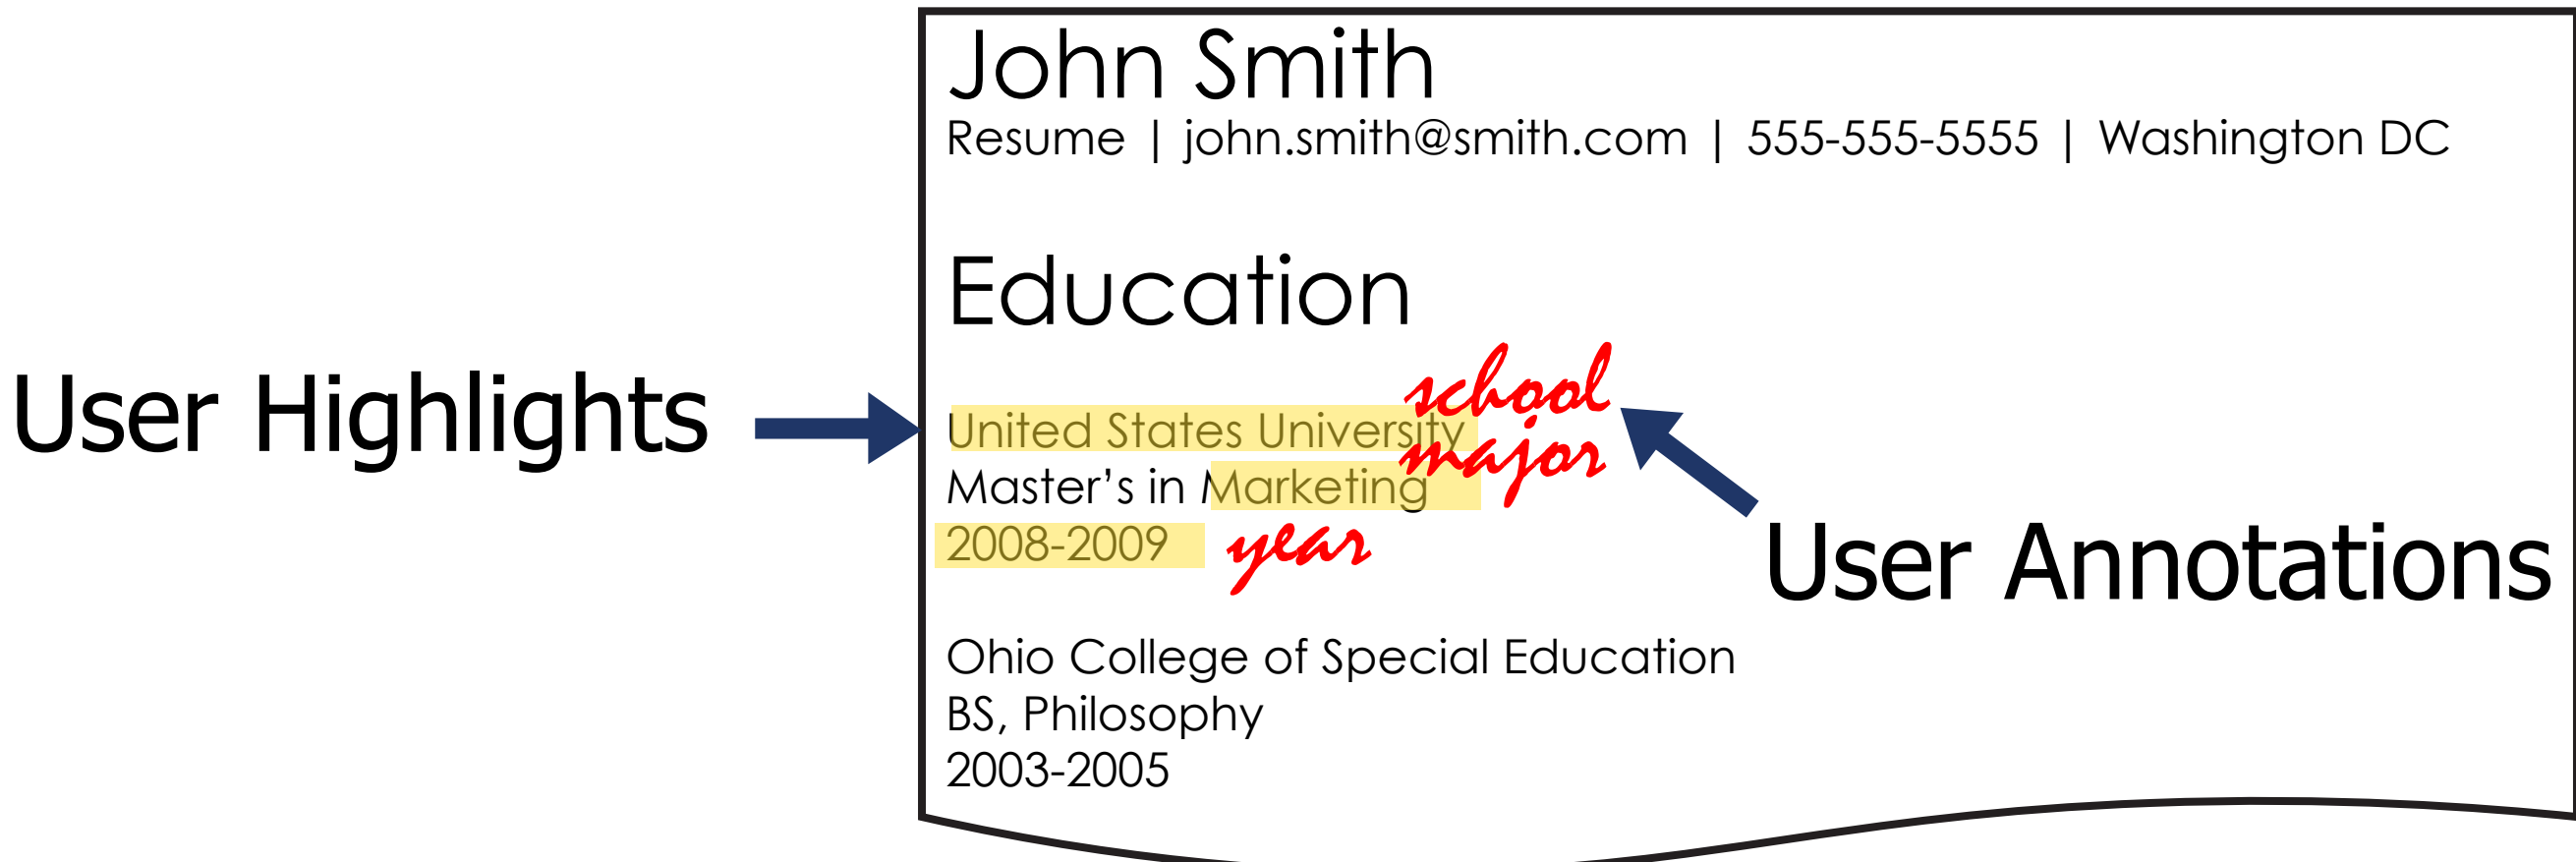 John Smith
Resume | john.smith@smith.com | 555-555-5555 | Washington DC
Education
school
User Highlights
United States University
major
Master’s in Marketing
2008-2009 year
User Annotations
Ohio College of Special Education
BS, Philosophy
2003-2005